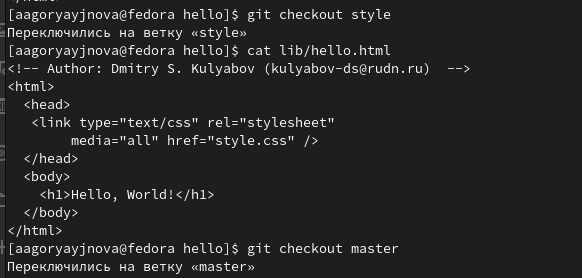 [aagoryayjnova@fedora hello]$ git checkout style
Переключились на ветку «style»
[aagoryayjnova@fedora hello]$ cat lib/hello.html
<!-- Author: Dmitry S. Kulyabov (kulyabov-ds@rudn.ru)  -->
<html>
  <head>
   <link type="text/css" rel="stylesheet"
        media="all" href="style.css" />
  </head>
  <body>
    <h1>Hello, World!</h1>
  </body>
</html>
[aagoryayjnova@fedora hello]$ git checkout master
Переключились на ветку «master»